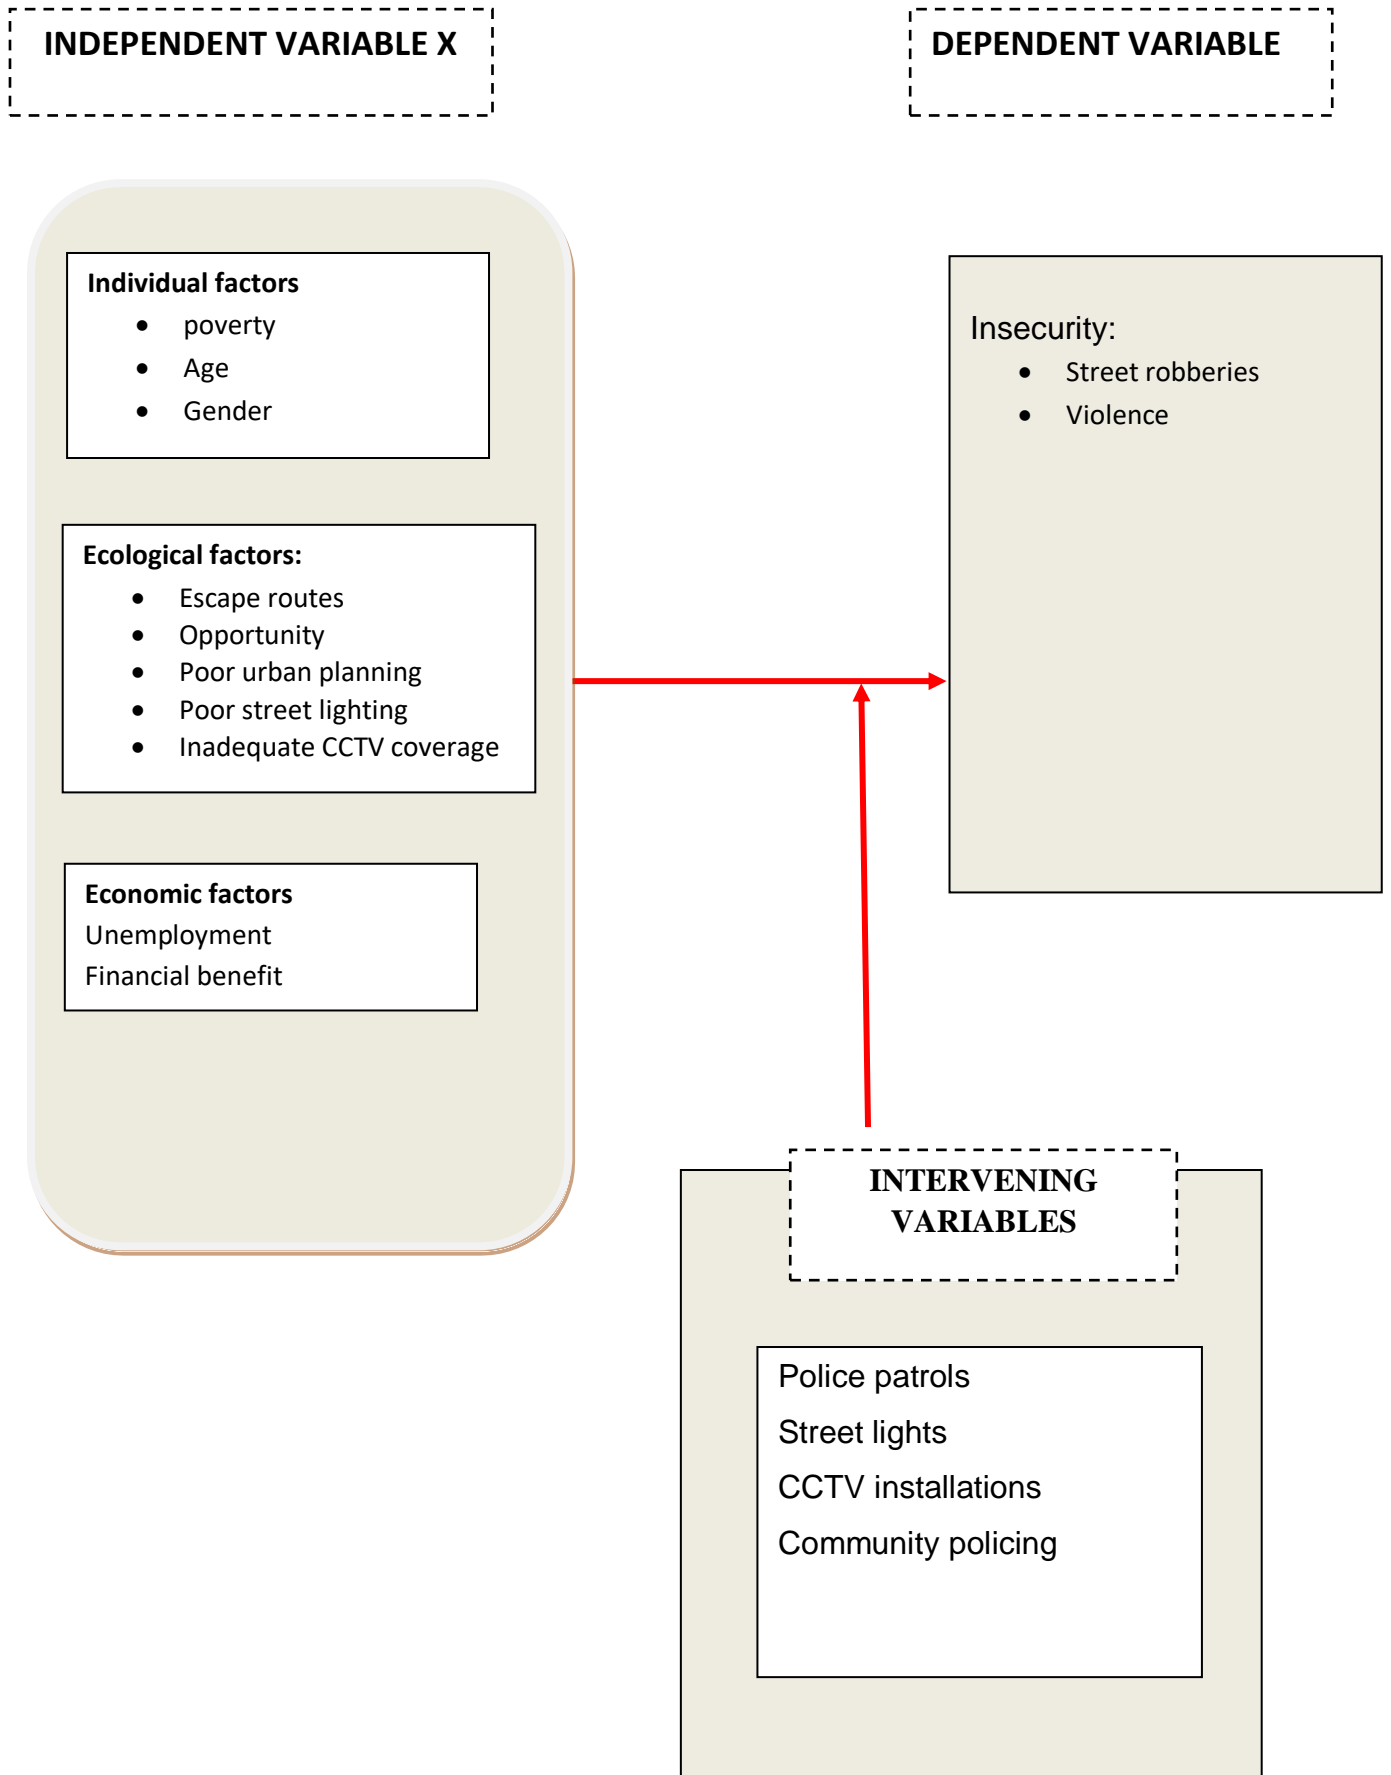 INDEPENDENT VARIABLE X
DEPENDENT VARIABLE
Individual factors
• poverty
• Age
• Gender
Ecological factors:
• Escape routes
• Opportunity
• Poor urban planning
• Poor street lighting
• Inadequate CCTV coverage
Economic factors
Unemployment
Financial benefit
Insecurity:
• Street robberies
• Violence
INTERVENING
VARIABLES
Police patrols
Street lights
CCTV installations
Community policing